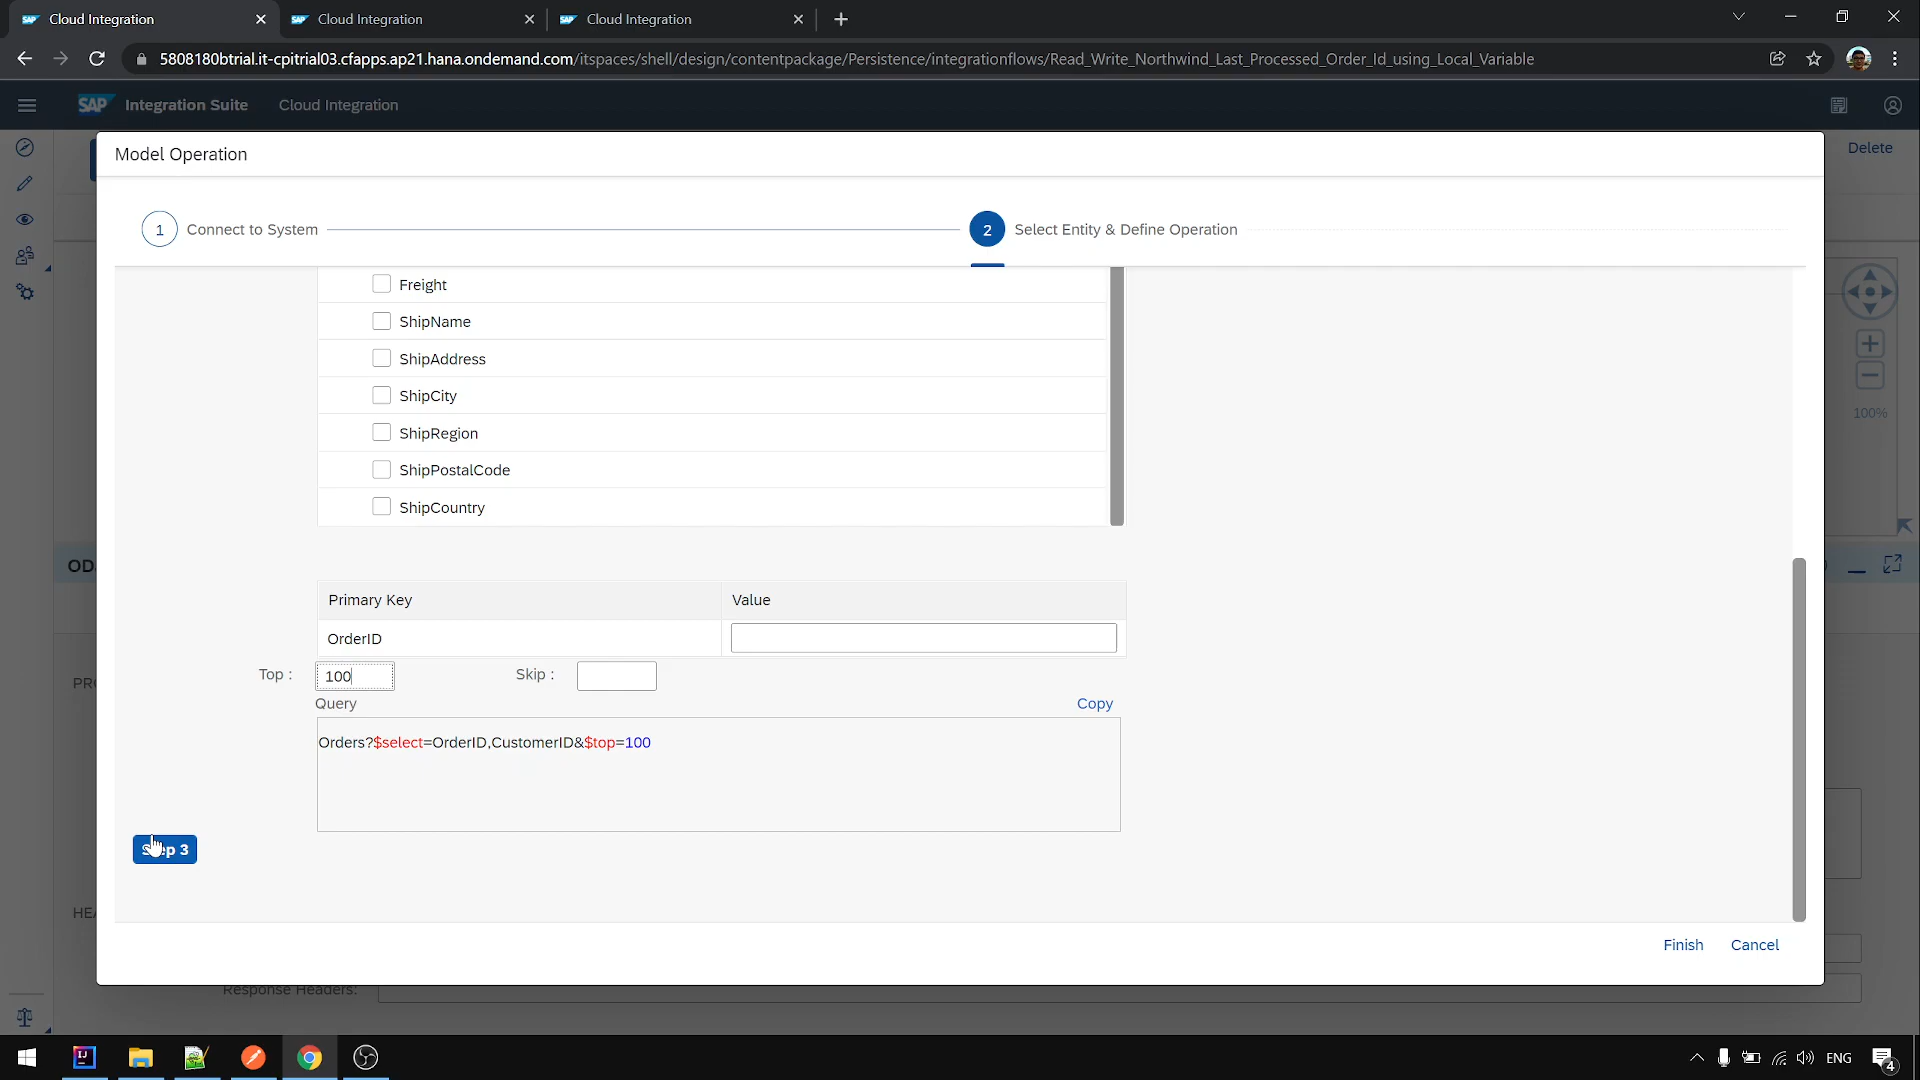 Cloud Integration
Cloud Integration
Cloud Integration
5808180btrial.it-cpitrial03.cfapps.ap21.hana.ondemand.com/itspaces/shell/design/contentpackage/Persistence/integrationflows/Read_Write_Northwind_Last_Processed_Order_Id_using_Local_Variable
SAP Integration Suite Cloud Integration
Model Operation
Delete
1 Connect to System
2 Select Entity & Define Operation
Freight
ShipName
ShipAddress
ShipCity
100%
ShipRegion
ShipPostalCode
ShipCountry
Primary Key Value
OrderID
Top : 100 Skip :
Query Copy
Orders?$select=OrderID,CustomerID&$top=100
Step 3
Finish Cancel
Response Headers:
ENG
4